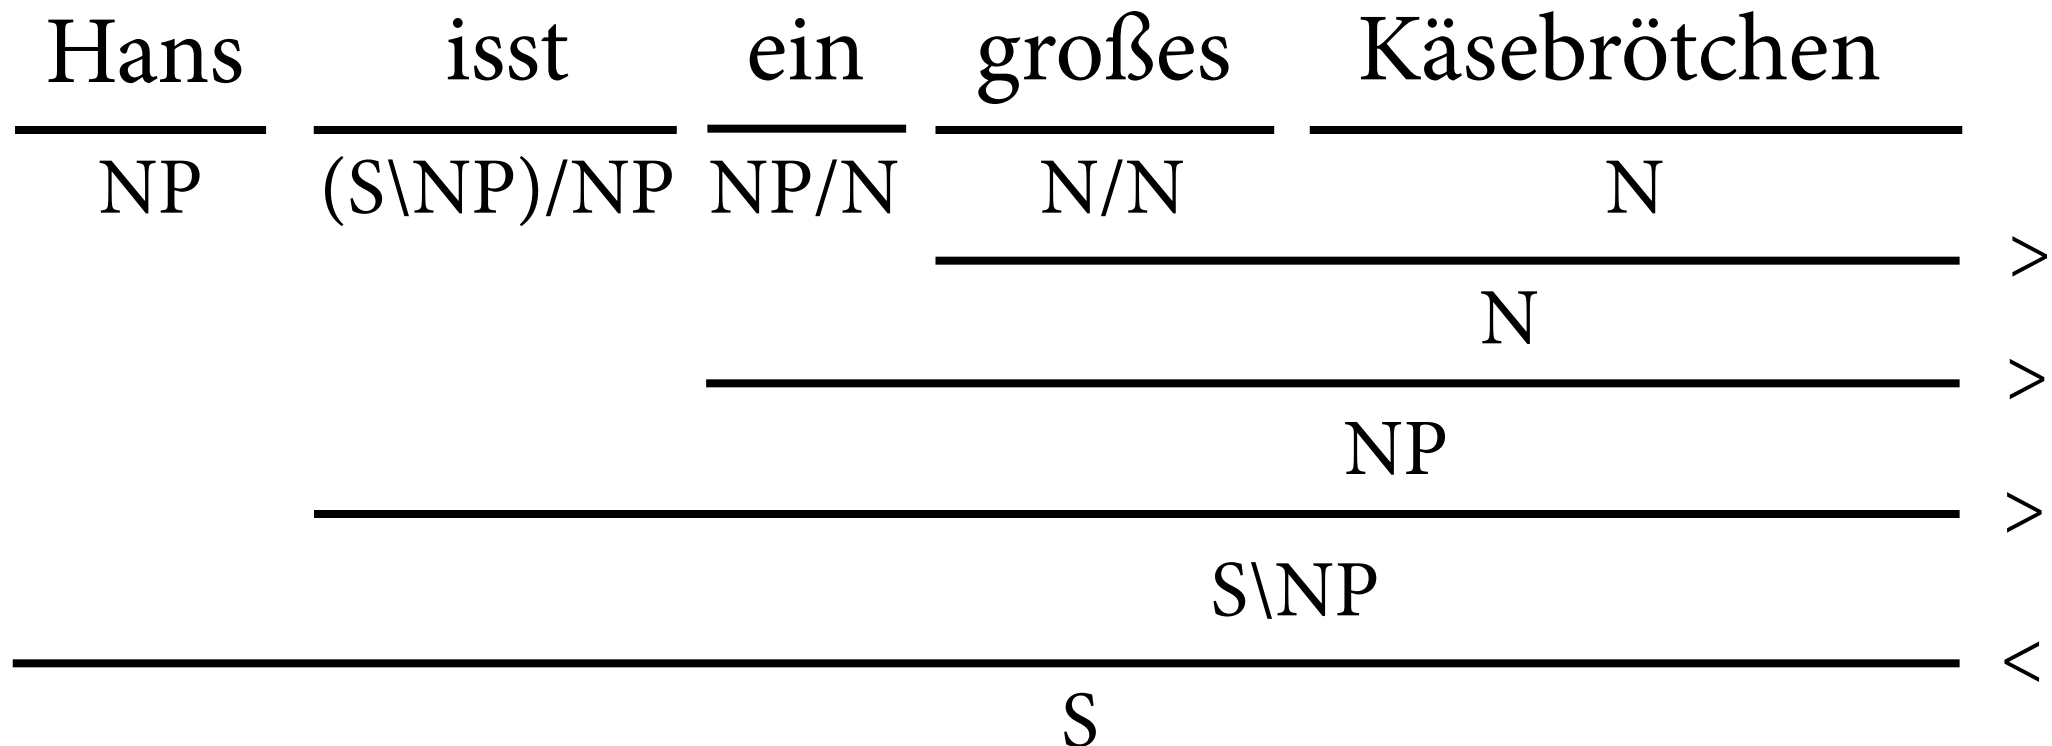 Hans isst ein großes Käsebrötchen
NP (S\NP)/NP NP/N N/N N
>
N
>
NP
>
S\NP
<
S